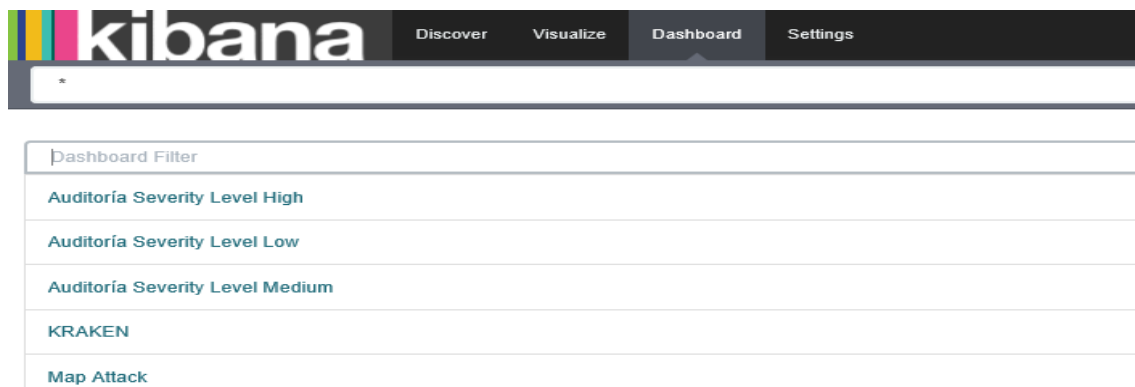 kibana Discover Visualize Dashboard Settings
*
Dashboard Filter
Auditoría Severity Level High
Auditoría Severity Level Low
Auditoría Severity Level Medium
KRAKEN
Map Attack